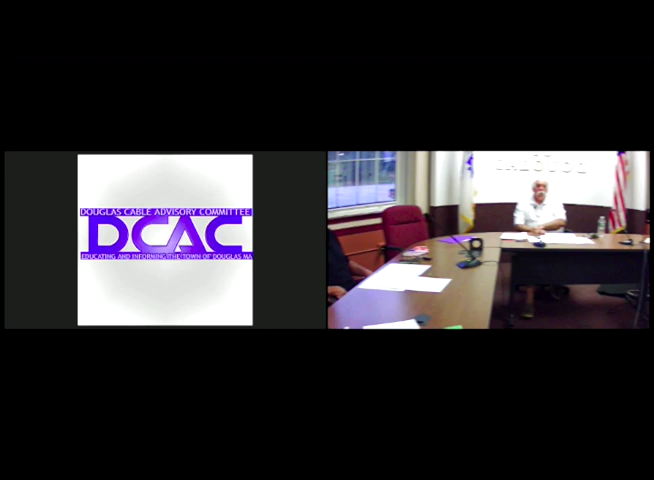 DOUGLAS CABLE ADVISORY COMMITTEE
DCAC
EDUCATING AND INFORMING THE TOWN OF DOUGLAS MA